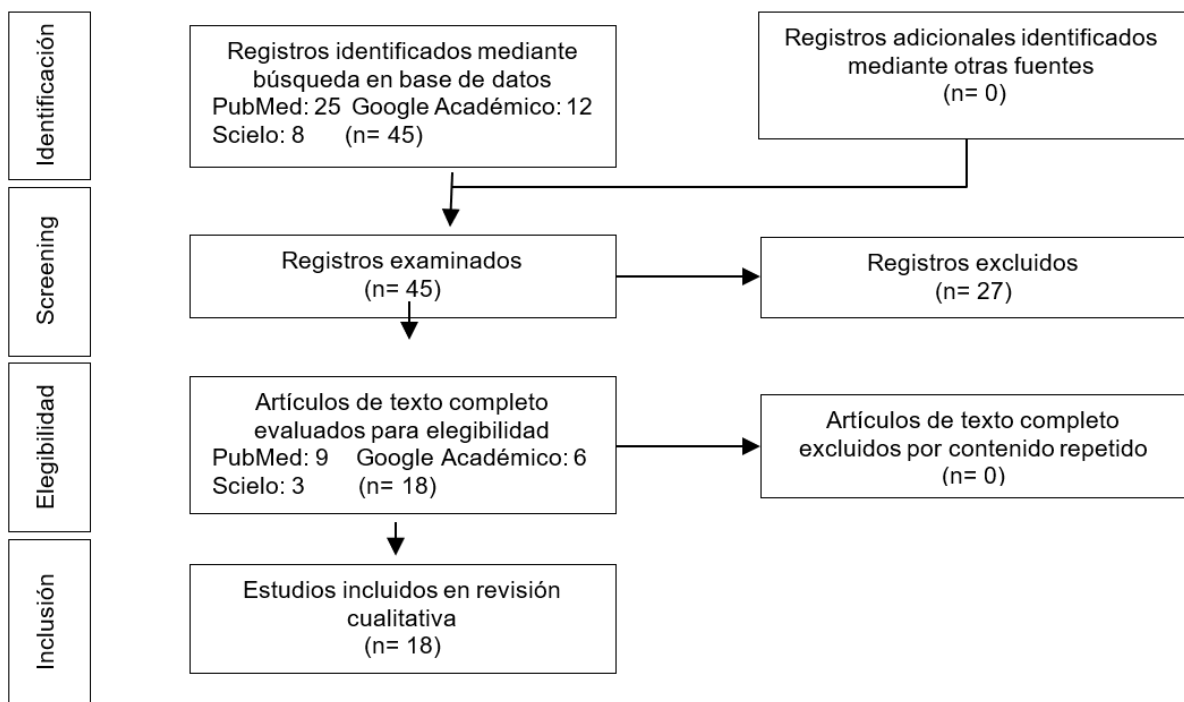 Identificación
Registros identificados mediante
búsqueda en base de datos
PubMed: 25 Google Académico: 12
Scielo: 8 (n= 45)
Registros adicionales identificados
mediante otras fuentes
(n= 0)
Screening
Registros examinados
(n= 45)
Registros excluidos
(n= 27)
Elegibilidad
Artículos de texto completo
evaluados para elegibilidad
PubMed: 9 Google Académico: 6
Scielo: 3 (n= 18)
Artículos de texto completo
excluidos por contenido repetido
(n= 0)
Inclusión
Estudios incluidos en revisión
cualitativa
(n= 18)